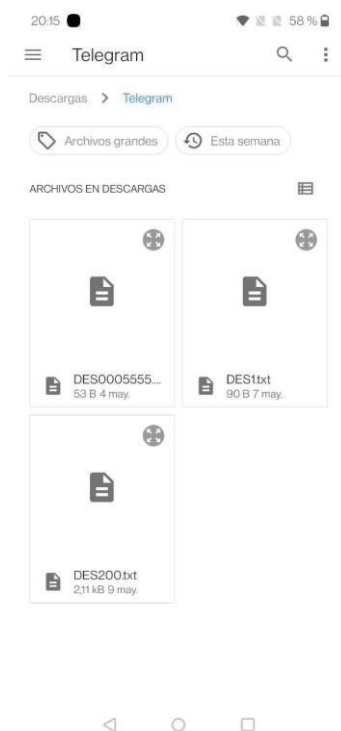 20:15 58 %
Telegram
Descargas > Telegram
Archivos grandes Esta semana
ARCHIVOS EN DESCARGAS
DES0005555... DES1.txt
53 B 4 may. 90 B 7 may.
DES200.txt
2,11 kB 9 may.